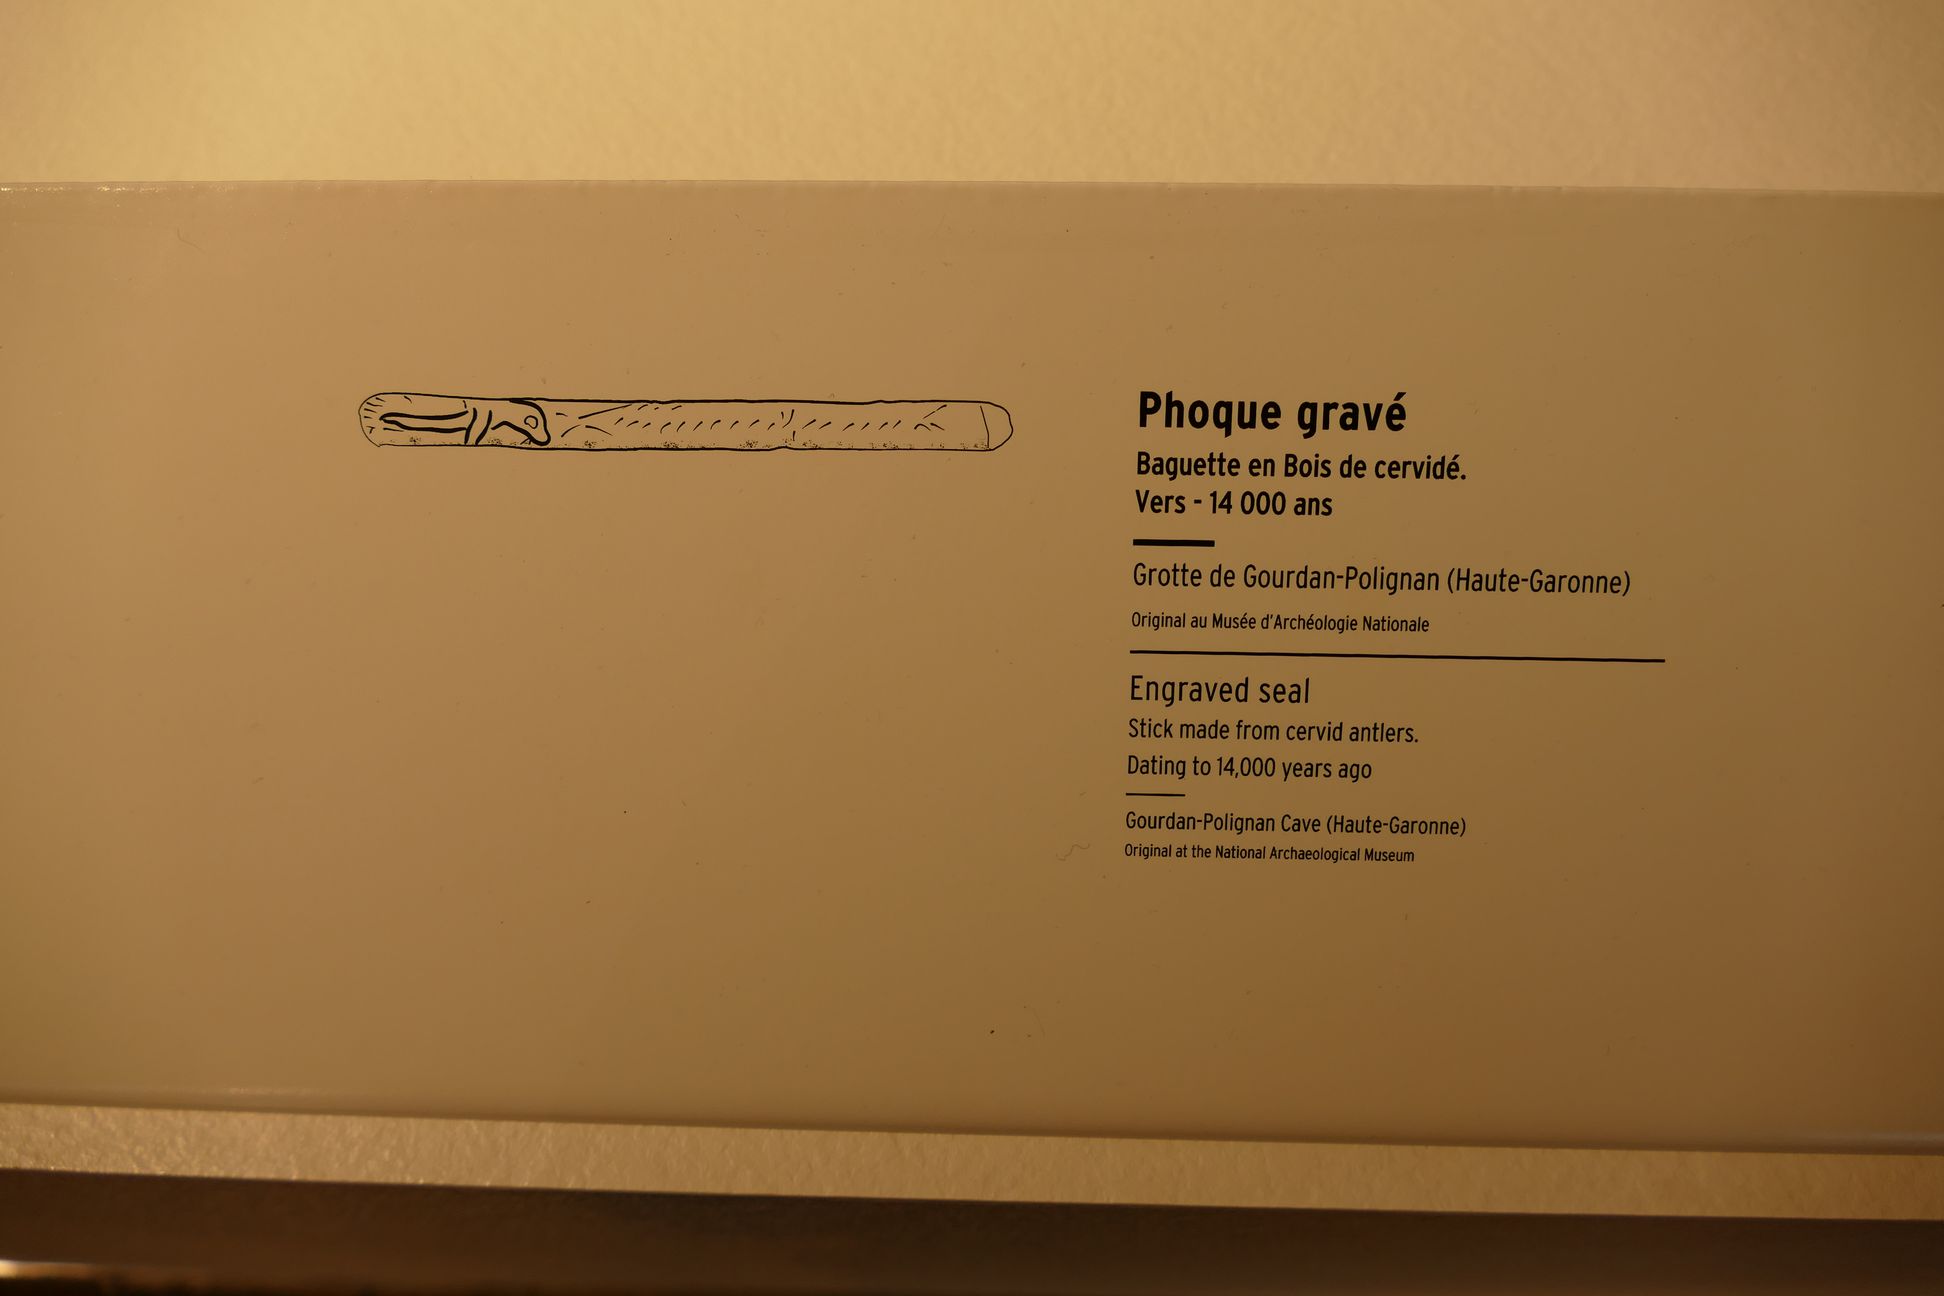 Phoque gravé
Baguette en Bois de cervidé.
Vers - 14 000 ans
Grotte de Gourdan-Polignan (Haute-Garonne)
Original au Musée d'Archéologie Nationale
Engraved seal
Stick made from cervid antlers.
Dating to 14,000 years ago
Gourdan-Polignan Cave (Haute-Garonne)
Original at the National Archaeological Museum